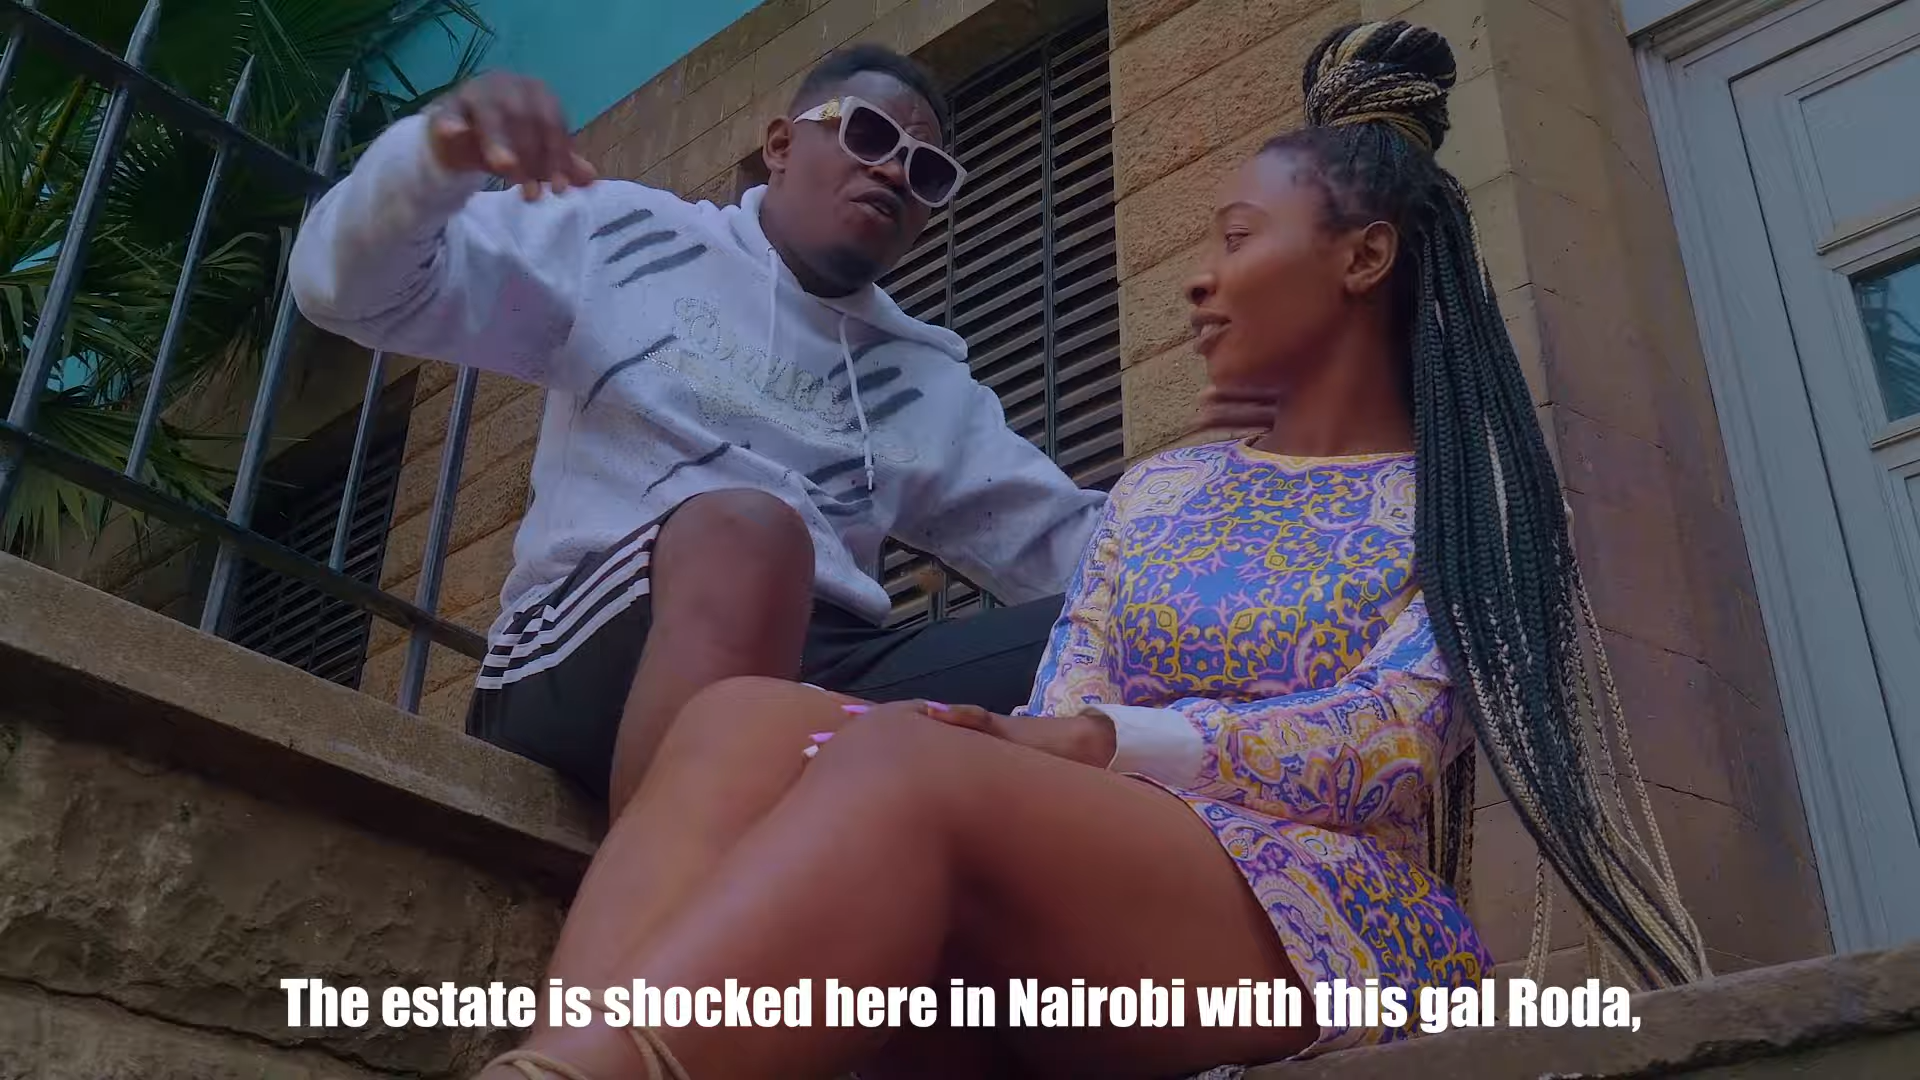 The estate is shocked here in Nairobi with this gal Roda,